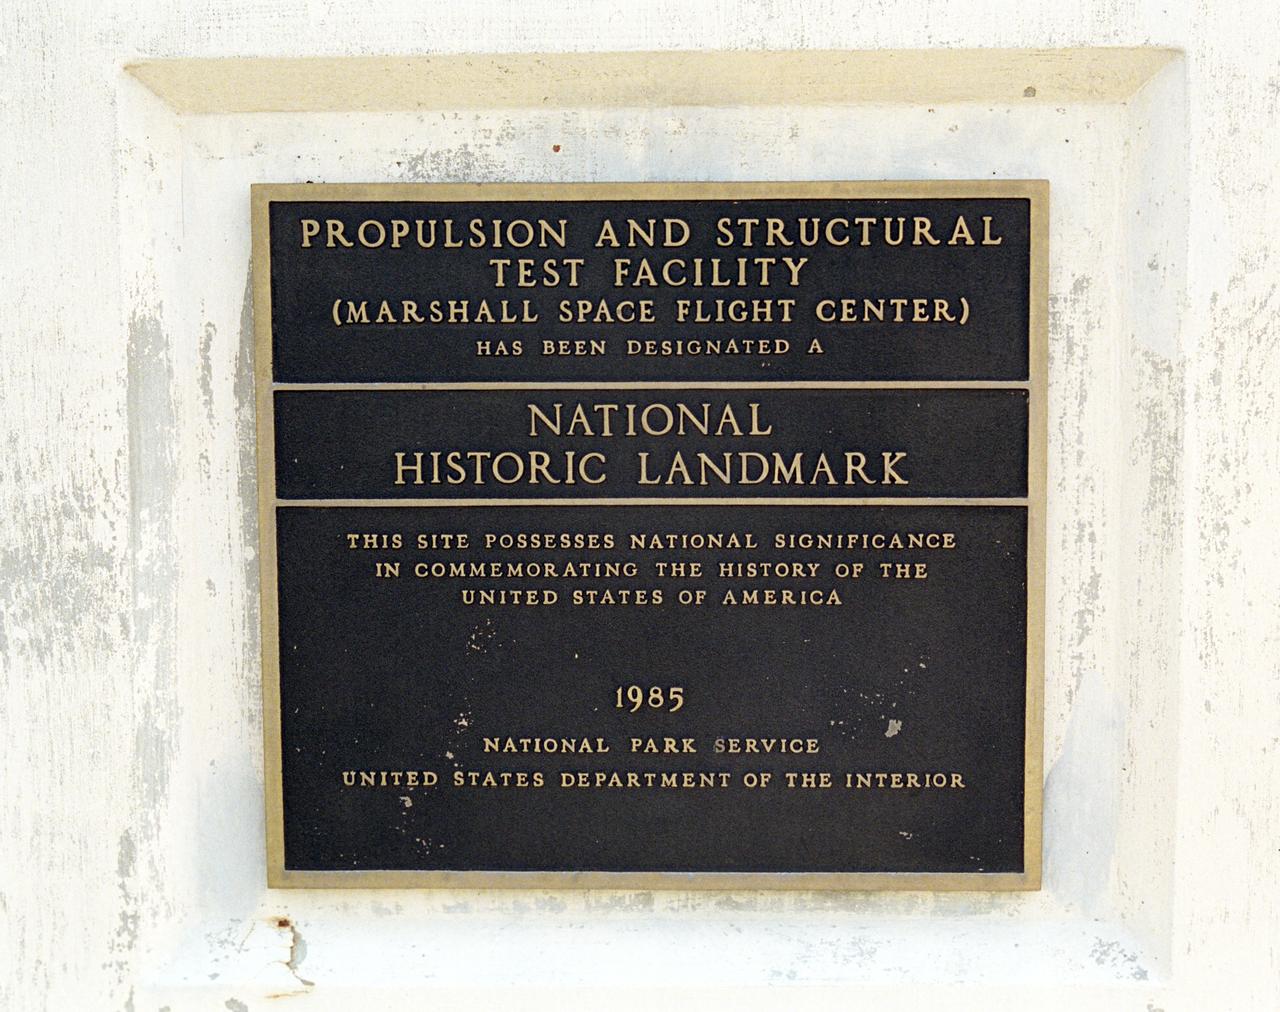 PROPULSION AND STRUCTURAL
TEST FACILITY
(MARSHALL SPACE FLIGHT CENTER)
HAS BEEN DESIGNATED A
NATIONAL
HISTORIC LANDMARK
THIS SITE POSSESSES NATIONAL SIGNIFICANCE
IN COMMEMORATING THE HISTORY OF THE
UNITED STATES OF AMERICA
1985
NATIONAL PARK SERVICE
UNITED STATES DEPARTMENT OF THE INTERIOR